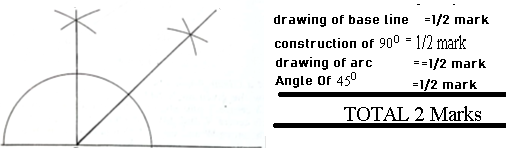 drawing of base line =1/2 mark
construction of 90⁰ = 1/2 mark
drawing of arc ==1/2 mark
Angle Of 45⁰ =1/2 mark
TOTAL 2 Marks